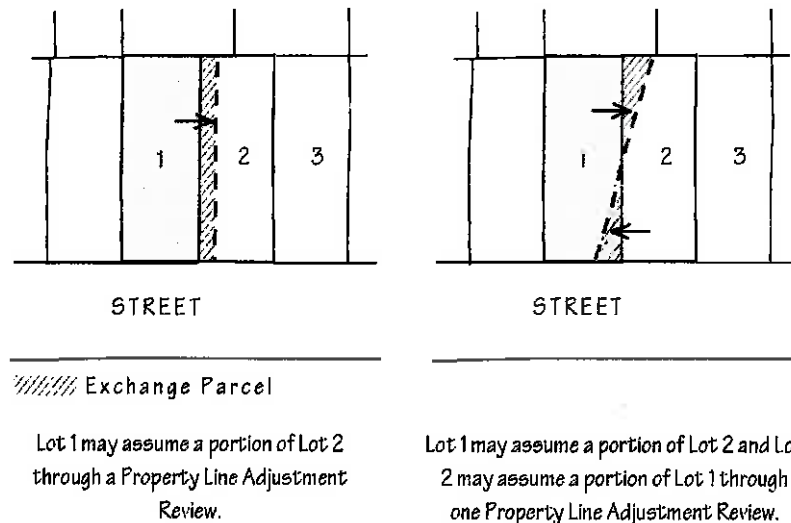 1 2 3
1 2 3
STREET
STREET
Exchange Parcel
Lot 1 may assume a portion of Lot 2
through a Property Line Adjustment
Review.
Lot 1 may assume a portion of Lot 2 and
2 may assume a portion of Lot 1 through
one Property Line Adjustment Review.